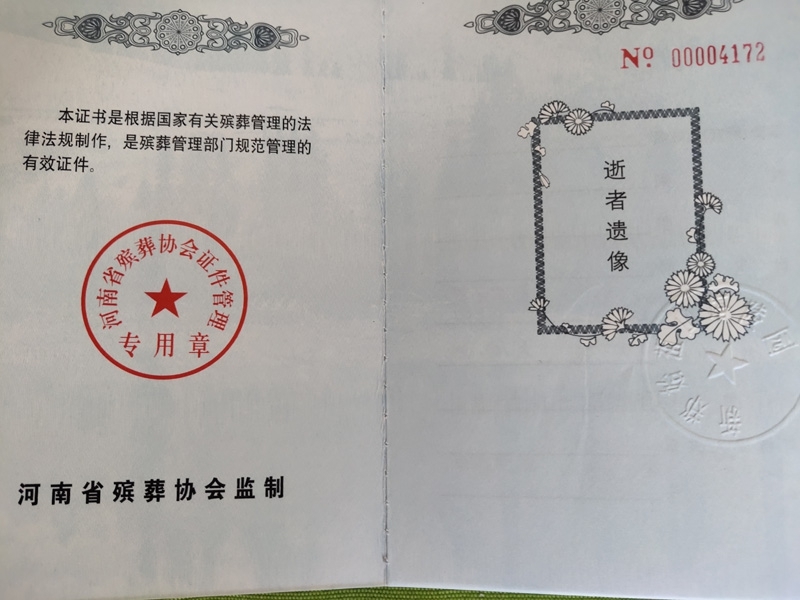 本证书是根据国家有关殡葬管理的法
律法规制作，是殡葬管理部门规范管理的
有效证件。
河南省殡葬协会证件管理
专用章
河南省殡葬协会监制
Nº 00004172
逝者遗像